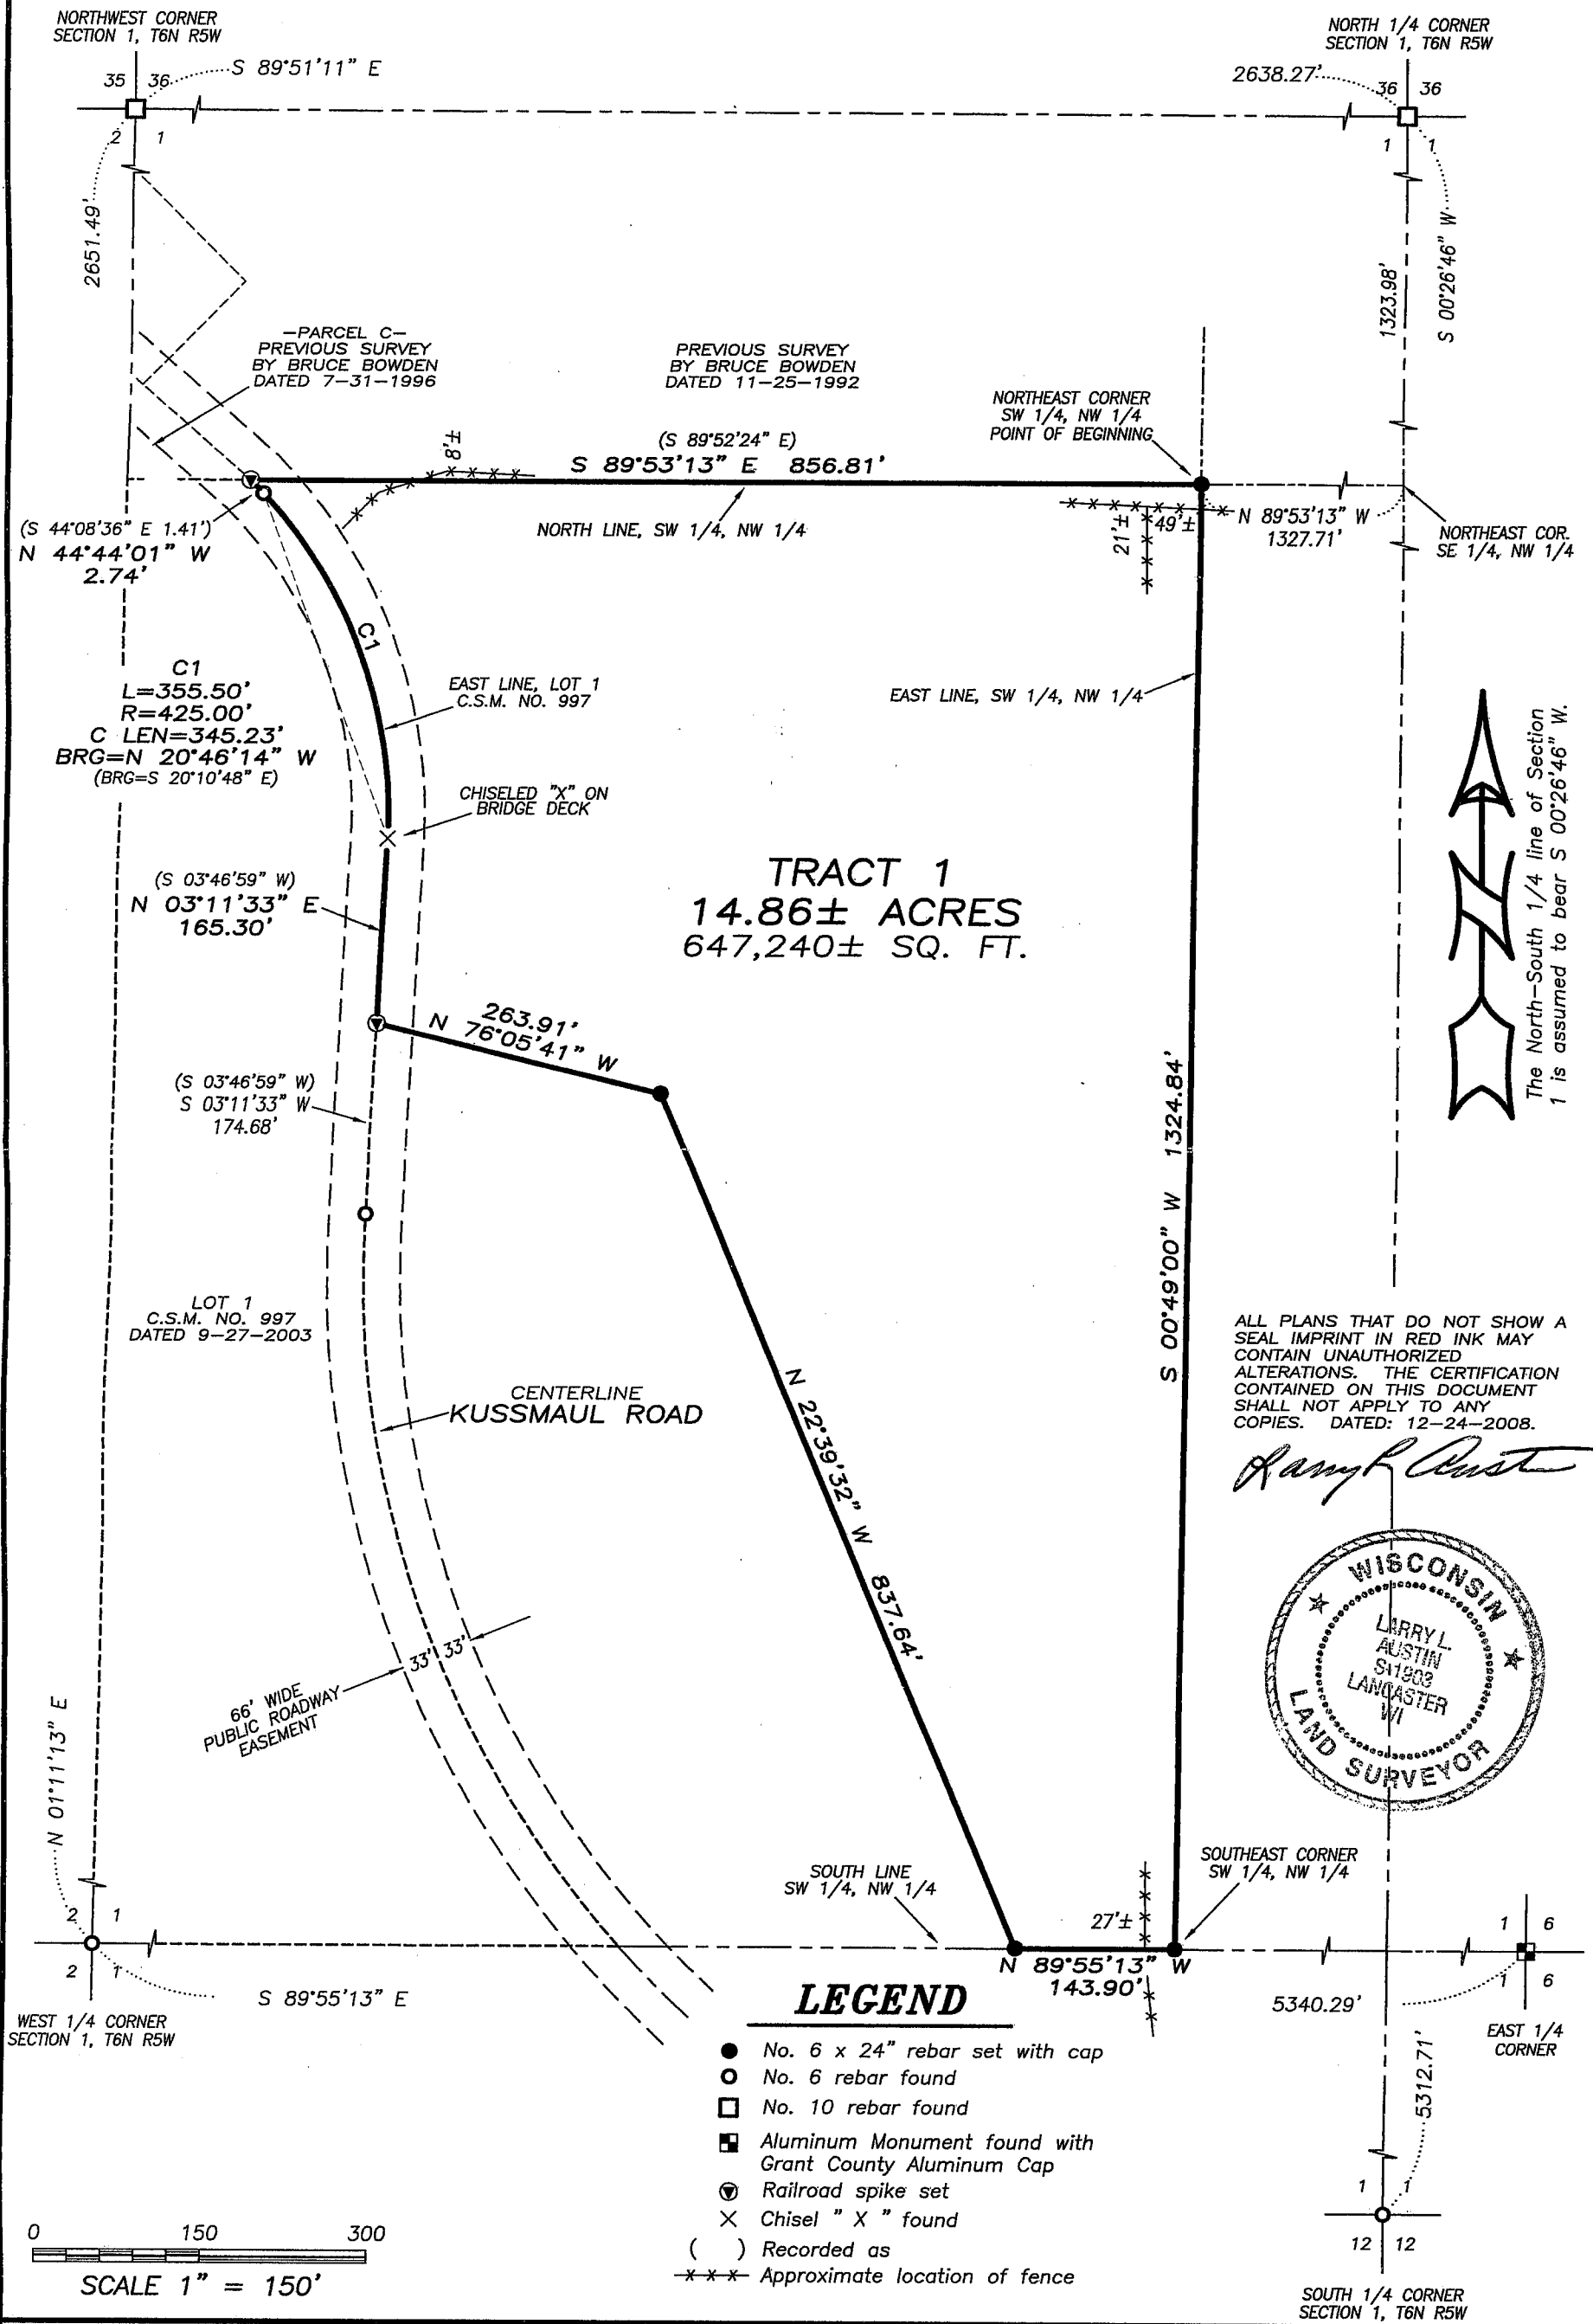 NORTHWEST CORNER
SECTION 1, T6N R5W
NORTH 1/4 CORNER
SECTION 1, T6N R5W
35 36
S 89°51'11" E
2638.27'
36 36
2 1
1 1
2651.49'
1323.98'
S 00°26'46" W
-PARCEL C-
PREVIOUS SURVEY
BY BRUCE BOWDEN
DATED 7-31-1996
PREVIOUS SURVEY
BY BRUCE BOWDEN
DATED 11-25-1992
NORTHEAST CORNER
SW 1/4, NW 1/4
POINT OF BEGINNING
8'±
(S 89°52'24" E)
S 89°53'13" E 856.81'
NORTH LINE, SW 1/4, NW 1/4
21'±
49'±
N 89°53'13" W
1327.71'
NORTHEAST COR.
SE 1/4, NW 1/4
(S 44°08'36" E 1.41')
N 44°44'01" W
2.74'
C1
C1
L=355.50'
R=425.00'
C LEN=345.23'
BRG=N 20°46'14" W
(BRG=S 20°10'48" E)
EAST LINE, LOT 1
C.S.M. NO. 997
EAST LINE, SW 1/4, NW 1/4
CHISELED "X" ON
BRIDGE DECK
N
The North-South 1/4 line of Section
1 is assumed to bear S 00°26'46" W.
(S 03°46'59" W)
N 03°11'33" E
165.30'
TRACT 1
14.86± ACRES
647,240± SQ. FT.
263.91'
N 76°05'41" W
(S 03°46'59" W)
S 03°11'33" W
174.68'
S 00°49'00" W 1324.84'
LOT 1
C.S.M. NO. 997
DATED 9-27-2003
CENTERLINE
KUSSMAUL ROAD
N 22°39'32" W 837.64'
ALL PLANS THAT DO NOT SHOW A
SEAL IMPRINT IN RED INK MAY
CONTAIN UNAUTHORIZED
ALTERATIONS. THE CERTIFICATION
CONTAINED ON THIS DOCUMENT
SHALL NOT APPLY TO ANY
COPIES. DATED: 12-24-2008.
WISCONSIN
LARRY L.
AUSTIN
S-1903
LANCASTER
WI
LAND SURVEYOR
33' 33'
66' WIDE
PUBLIC ROADWAY
EASEMENT
N 01°11'13" E
SOUTH LINE
SW 1/4, NW 1/4
SOUTHEAST CORNER
SW 1/4, NW 1/4
27'±
2 1
2 1
1 6
1 6
N 89°55'13" W
143.90'
S 89°55'13" E
5340.29'
WEST 1/4 CORNER
SECTION 1, T6N R5W
EAST 1/4
CORNER
5312.71'
LEGEND
No. 6 x 24" rebar set with cap
No. 6 rebar found
No. 10 rebar found
Aluminum Monument found with
Grant County Aluminum Cap
Railroad spike set
Chisel " X " found
( ) Recorded as
x x x Approximate location of fence
1 1
12 12
SOUTH 1/4 CORNER
SECTION 1, T6N R5W
0 150 300
SCALE 1" = 150'